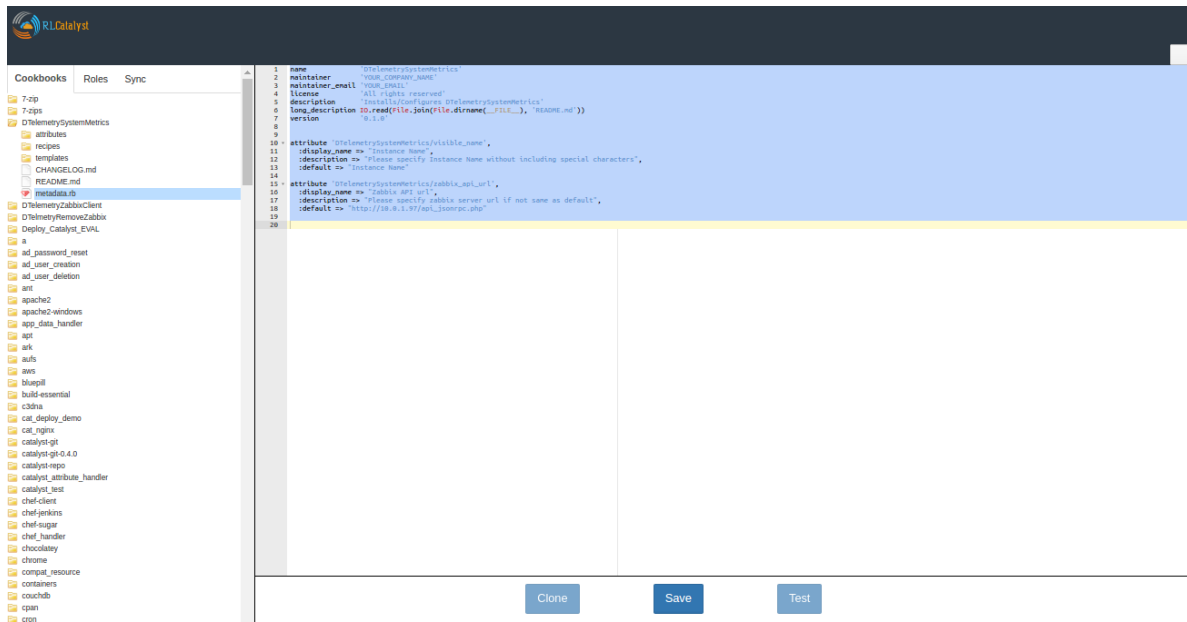 RLCatalyst
Cookbooks Roles Sync
7-zip
7-zips
DTelemetrySystemMetrics
attributes
recipes
templates
CHANGELOG.md
README.md
metadata.rb
DTelemetryZabbixClient
DTelmetryRemoveZabbix
Deploy_Catalyst_EVAL
a
ad_password_reset
ad_user_creation
ad_user_deletion
ant
apache2
apache2-windows
app_data_handler
apt
ark
aufs
aws
bluepill
build-essential
c3dna
cat_deploy_demo
cat_nginx
catalyst-git
catalyst-git-0.4.0
catalyst-repo
catalyst_attribute_handler
catalyst_test
chef-client
chef-jenkins
chef-sugar
chef_handler
chocolatey
chrome
compat_resource
containers
couchdb
cpan
cron
1 name 'DTelemetrySystemMetrics'
2 maintainer 'YOUR_COMPANY_NAME'
3 maintainer_email 'YOUR_EMAIL'
4 license 'All rights reserved'
5 description 'Installs/Configures DTelemetrySystemMetrics'
6 long_description IO.read(File.join(File.dirname(__FILE__), 'README.md'))
7 version '0.1.0'
8
9
10 attribute 'DTelemetrySystemMetrics/visible_name',
11 :display_name => "Instance Name",
12 :description => "Please specify Instance Name without including special characters",
13 :default => "Instance Name"
14
15 attribute 'DTelemetrySystemMetrics/zabbix_api_url',
16 :display_name => "Zabbix API url",
17 :description => "Please specify zabbix server url if not same as default",
18 :default => "http://10.0.1.97/api_jsonrpc.php"
19
20
Clone Save Test